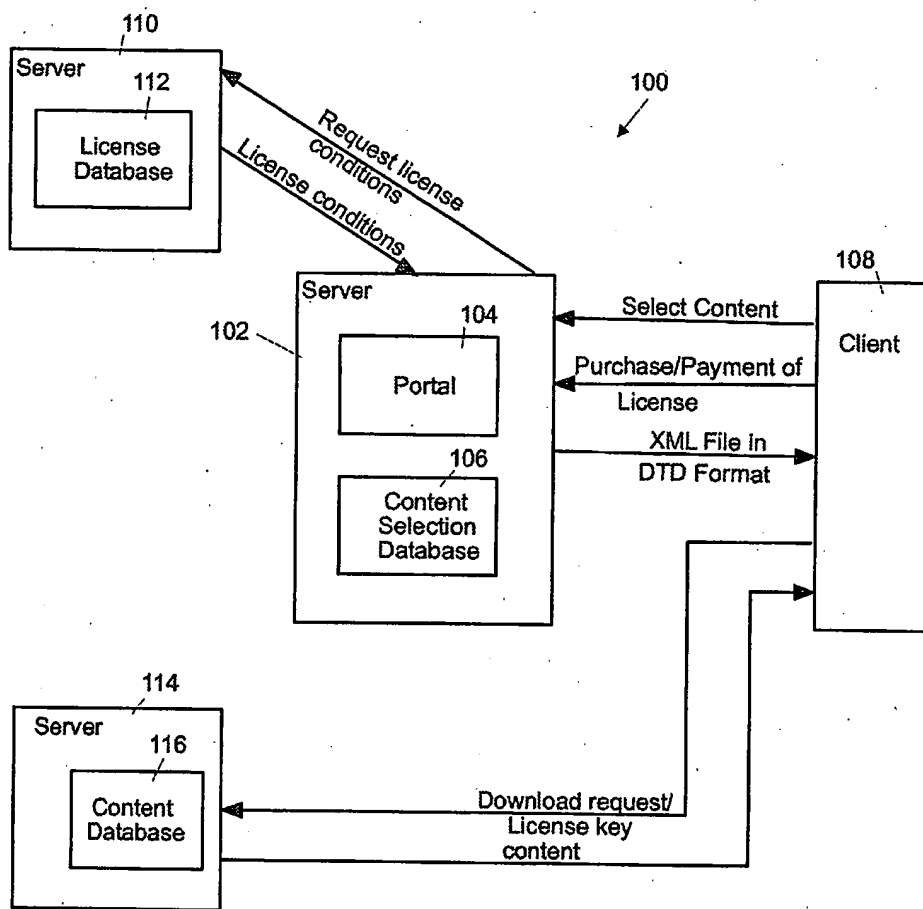 110
Server
112
License
Database
100
Request license
conditions
License conditions
Server
102
104
Portal
106
Content
Selection
Database
108
Client
Select Content
Purchase/Payment of
License
XML File in
DTD Format
114
Server
116
Content
Database
Download request/
License key
content